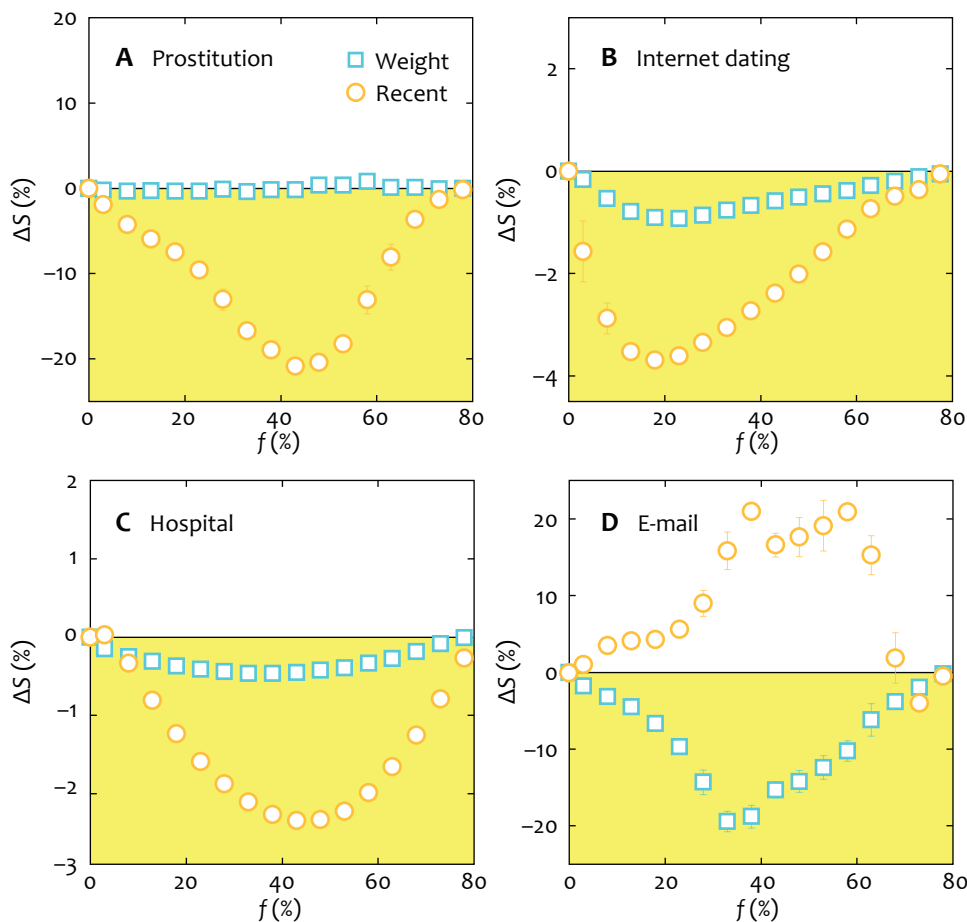 A Prostitution
Weight
Recent
20
10
0
−10
−20
ΔS (%)
0 20 40 60 80
f (%)
B Internet dating
2
0
−2
−4
ΔS (%)
0 20 40 60 80
f (%)
C Hospital
2
1
0
−1
−2
−3
ΔS (%)
0 20 40 60 80
f (%)
D E-mail
20
10
0
−10
−20
ΔS (%)
0 20 40 60 80
f (%)